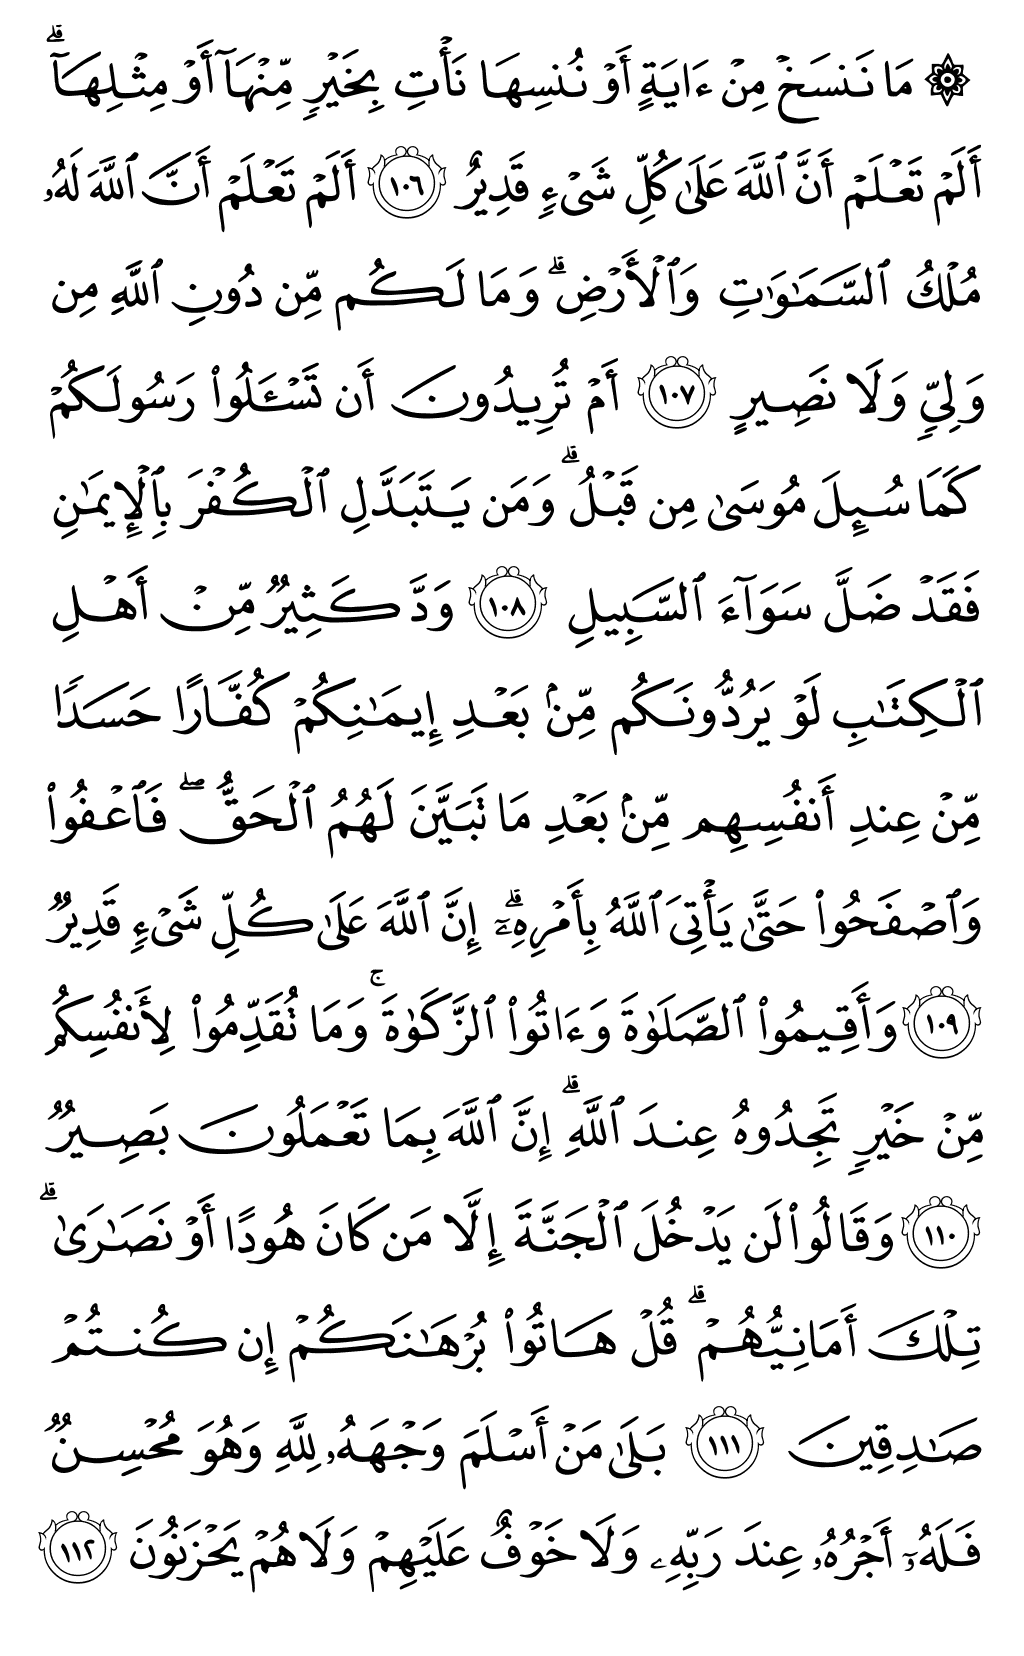 ۞ مَا نَنسَخۡ مِنۡ ءَايَةٍ أَوۡ نُنسِهَا نَأۡتِ بِخَيۡرٖ مِّنۡهَآ أَوۡ مِثۡلِهَآۗ
أَلَمۡ تَعۡلَمۡ أَنَّ ٱللَّهَ عَلَىٰ كُلِّ شَيۡءٖ قَدِيرٌ ١٠٦ أَلَمۡ تَعۡلَمۡ أَنَّ ٱللَّهَ لَهُۥ
مُلۡكُ ٱلسَّمَٰوَٰتِ وَٱلۡأَرۡضِۗ وَمَا لَكُم مِّن دُونِ ٱللَّهِ مِن
وَلِيّٖ وَلَا نَصِيرٍ ١٠٧ أَمۡ تُرِيدُونَ أَن تَسۡـَٔلُواْ رَسُولَكُمۡ
كَمَا سُئِلَ مُوسَىٰ مِن قَبۡلُۗ وَمَن يَتَبَدَّلِ ٱلۡكُفۡرَ بِٱلۡإِيمَٰنِ
فَقَدۡ ضَلَّ سَوَآءَ ٱلسَّبِيلِ ١٠٨ وَدَّ كَثِيرٞ مِّنۡ أَهۡلِ
ٱلۡكِتَٰبِ لَوۡ يَرُدُّونَكُم مِّنۢ بَعۡدِ إِيمَٰنِكُمۡ كُفَّارًا حَسَدٗا
مِّنۡ عِندِ أَنفُسِهِم مِّنۢ بَعۡدِ مَا تَبَيَّنَ لَهُمُ ٱلۡحَقُّۖ فَٱعۡفُواْ
وَٱصۡفَحُواْ حَتَّىٰ يَأۡتِيَ ٱللَّهُ بِأَمۡرِهِۦٓۗ إِنَّ ٱللَّهَ عَلَىٰ كُلِّ شَيۡءٖ قَدِيرٞ
١٠٩ وَأَقِيمُواْ ٱلصَّلَوٰةَ وَءَاتُواْ ٱلزَّكَوٰةَۚ وَمَا تُقَدِّمُواْ لِأَنفُسِكُم
مِّنۡ خَيۡرٖ تَجِدُوهُ عِندَ ٱللَّهِۗ إِنَّ ٱللَّهَ بِمَا تَعۡمَلُونَ بَصِيرٞ
١١٠ وَقَالُواْ لَن يَدۡخُلَ ٱلۡجَنَّةَ إِلَّا مَن كَانَ هُودًا أَوۡ نَصَٰرَىٰۗ
تِلۡكَ أَمَانِيُّهُمۡۗ قُلۡ هَاتُواْ بُرۡهَٰنَكُمۡ إِن كُنتُمۡ
صَٰدِقِينَ ١١١ بَلَىٰ مَنۡ أَسۡلَمَ وَجۡهَهُۥ لِلَّهِ وَهُوَ مُحۡسِنٞ
فَلَهُۥٓ أَجۡرُهُۥ عِندَ رَبِّهِۦ وَلَا خَوۡفٌ عَلَيۡهِمۡ وَلَا هُمۡ يَحۡزَنُونَ ١١٢